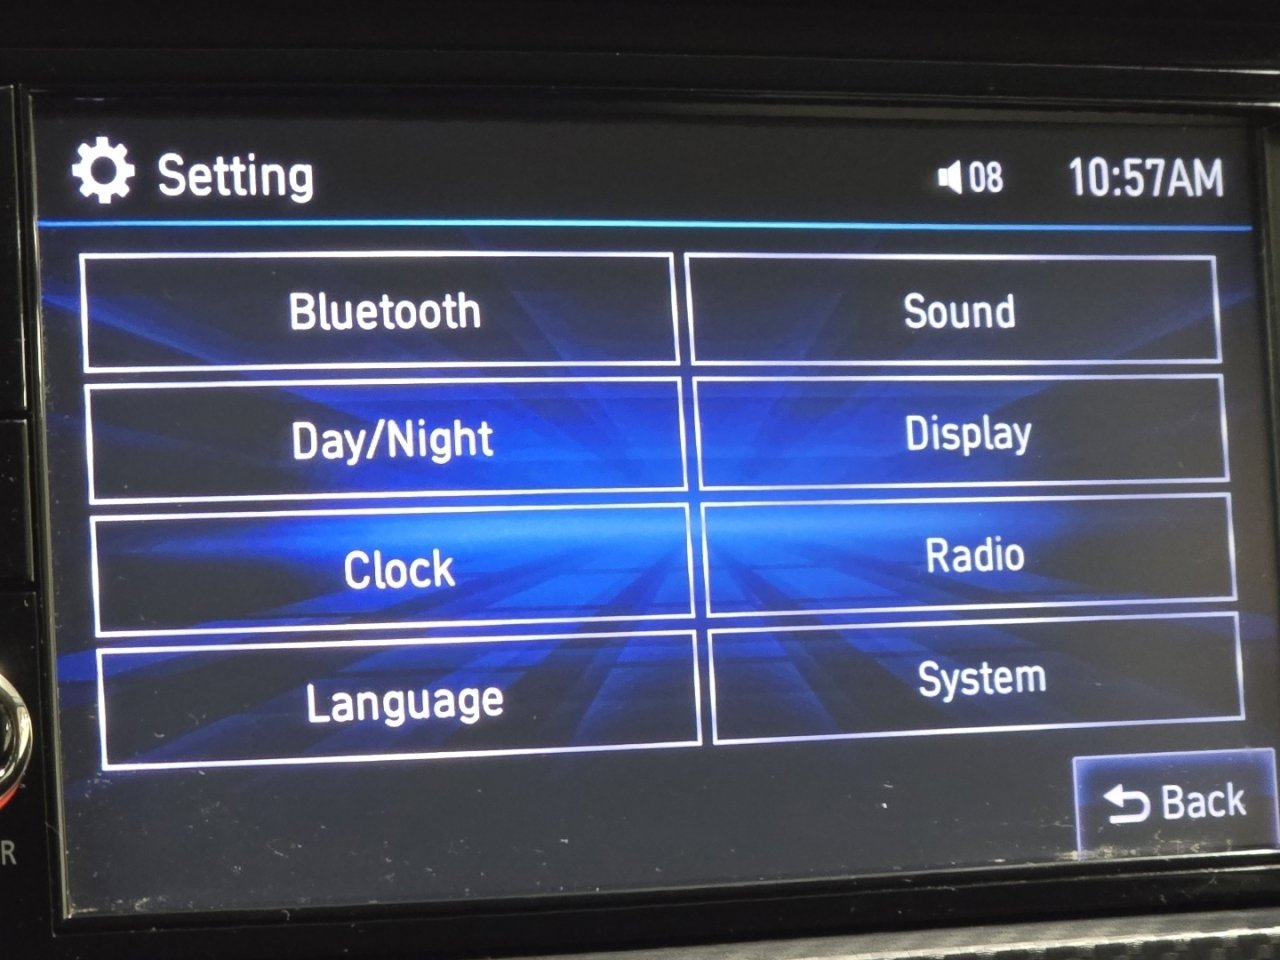 Setting
08
10:57AM
Bluetooth
Sound
Day/Night
Display
Clock
Radio
Language
System
Back
R